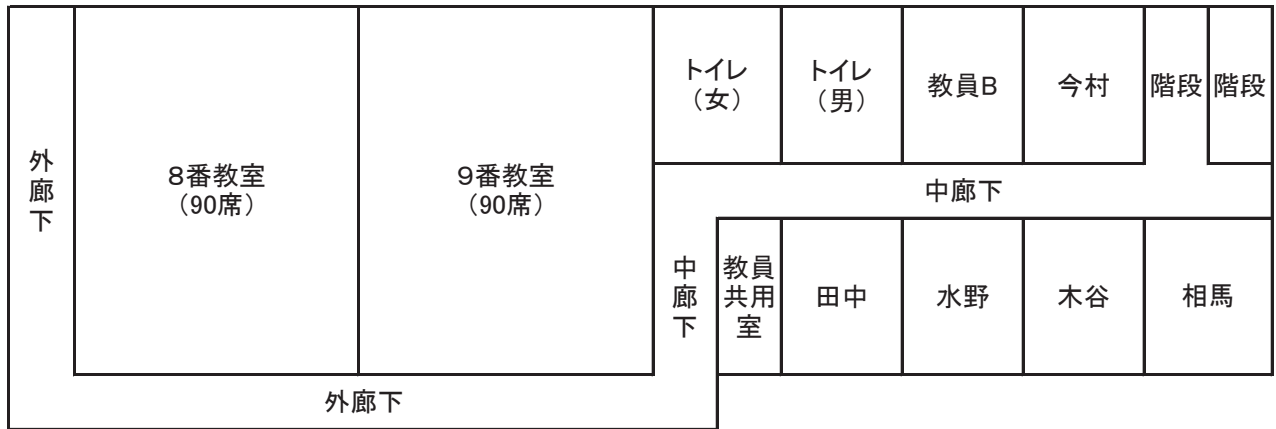 外廊下
8番教室
（90席）
9番教室
（90席）
トイレ
（女）
トイレ
（男）
教員B
今村
階段
階段
中廊下
中廊下
教員
共用
室
田中
水野
木谷
相馬
外廊下